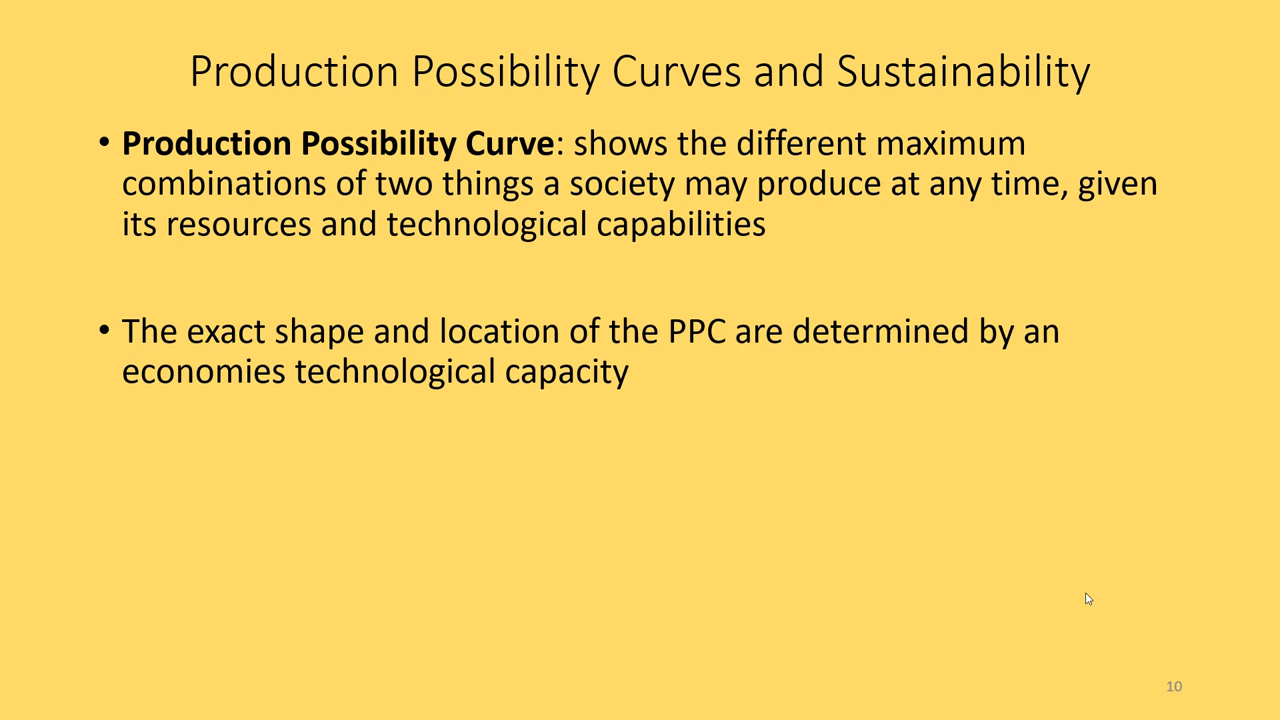 Production Possibility Curves and Sustainability
• Production Possibility Curve: shows the different maximum
combinations of two things a society may produce at any time, given
its resources and technological capabilities
• The exact shape and location of the PPC are determined by an
economies technological capacity
10